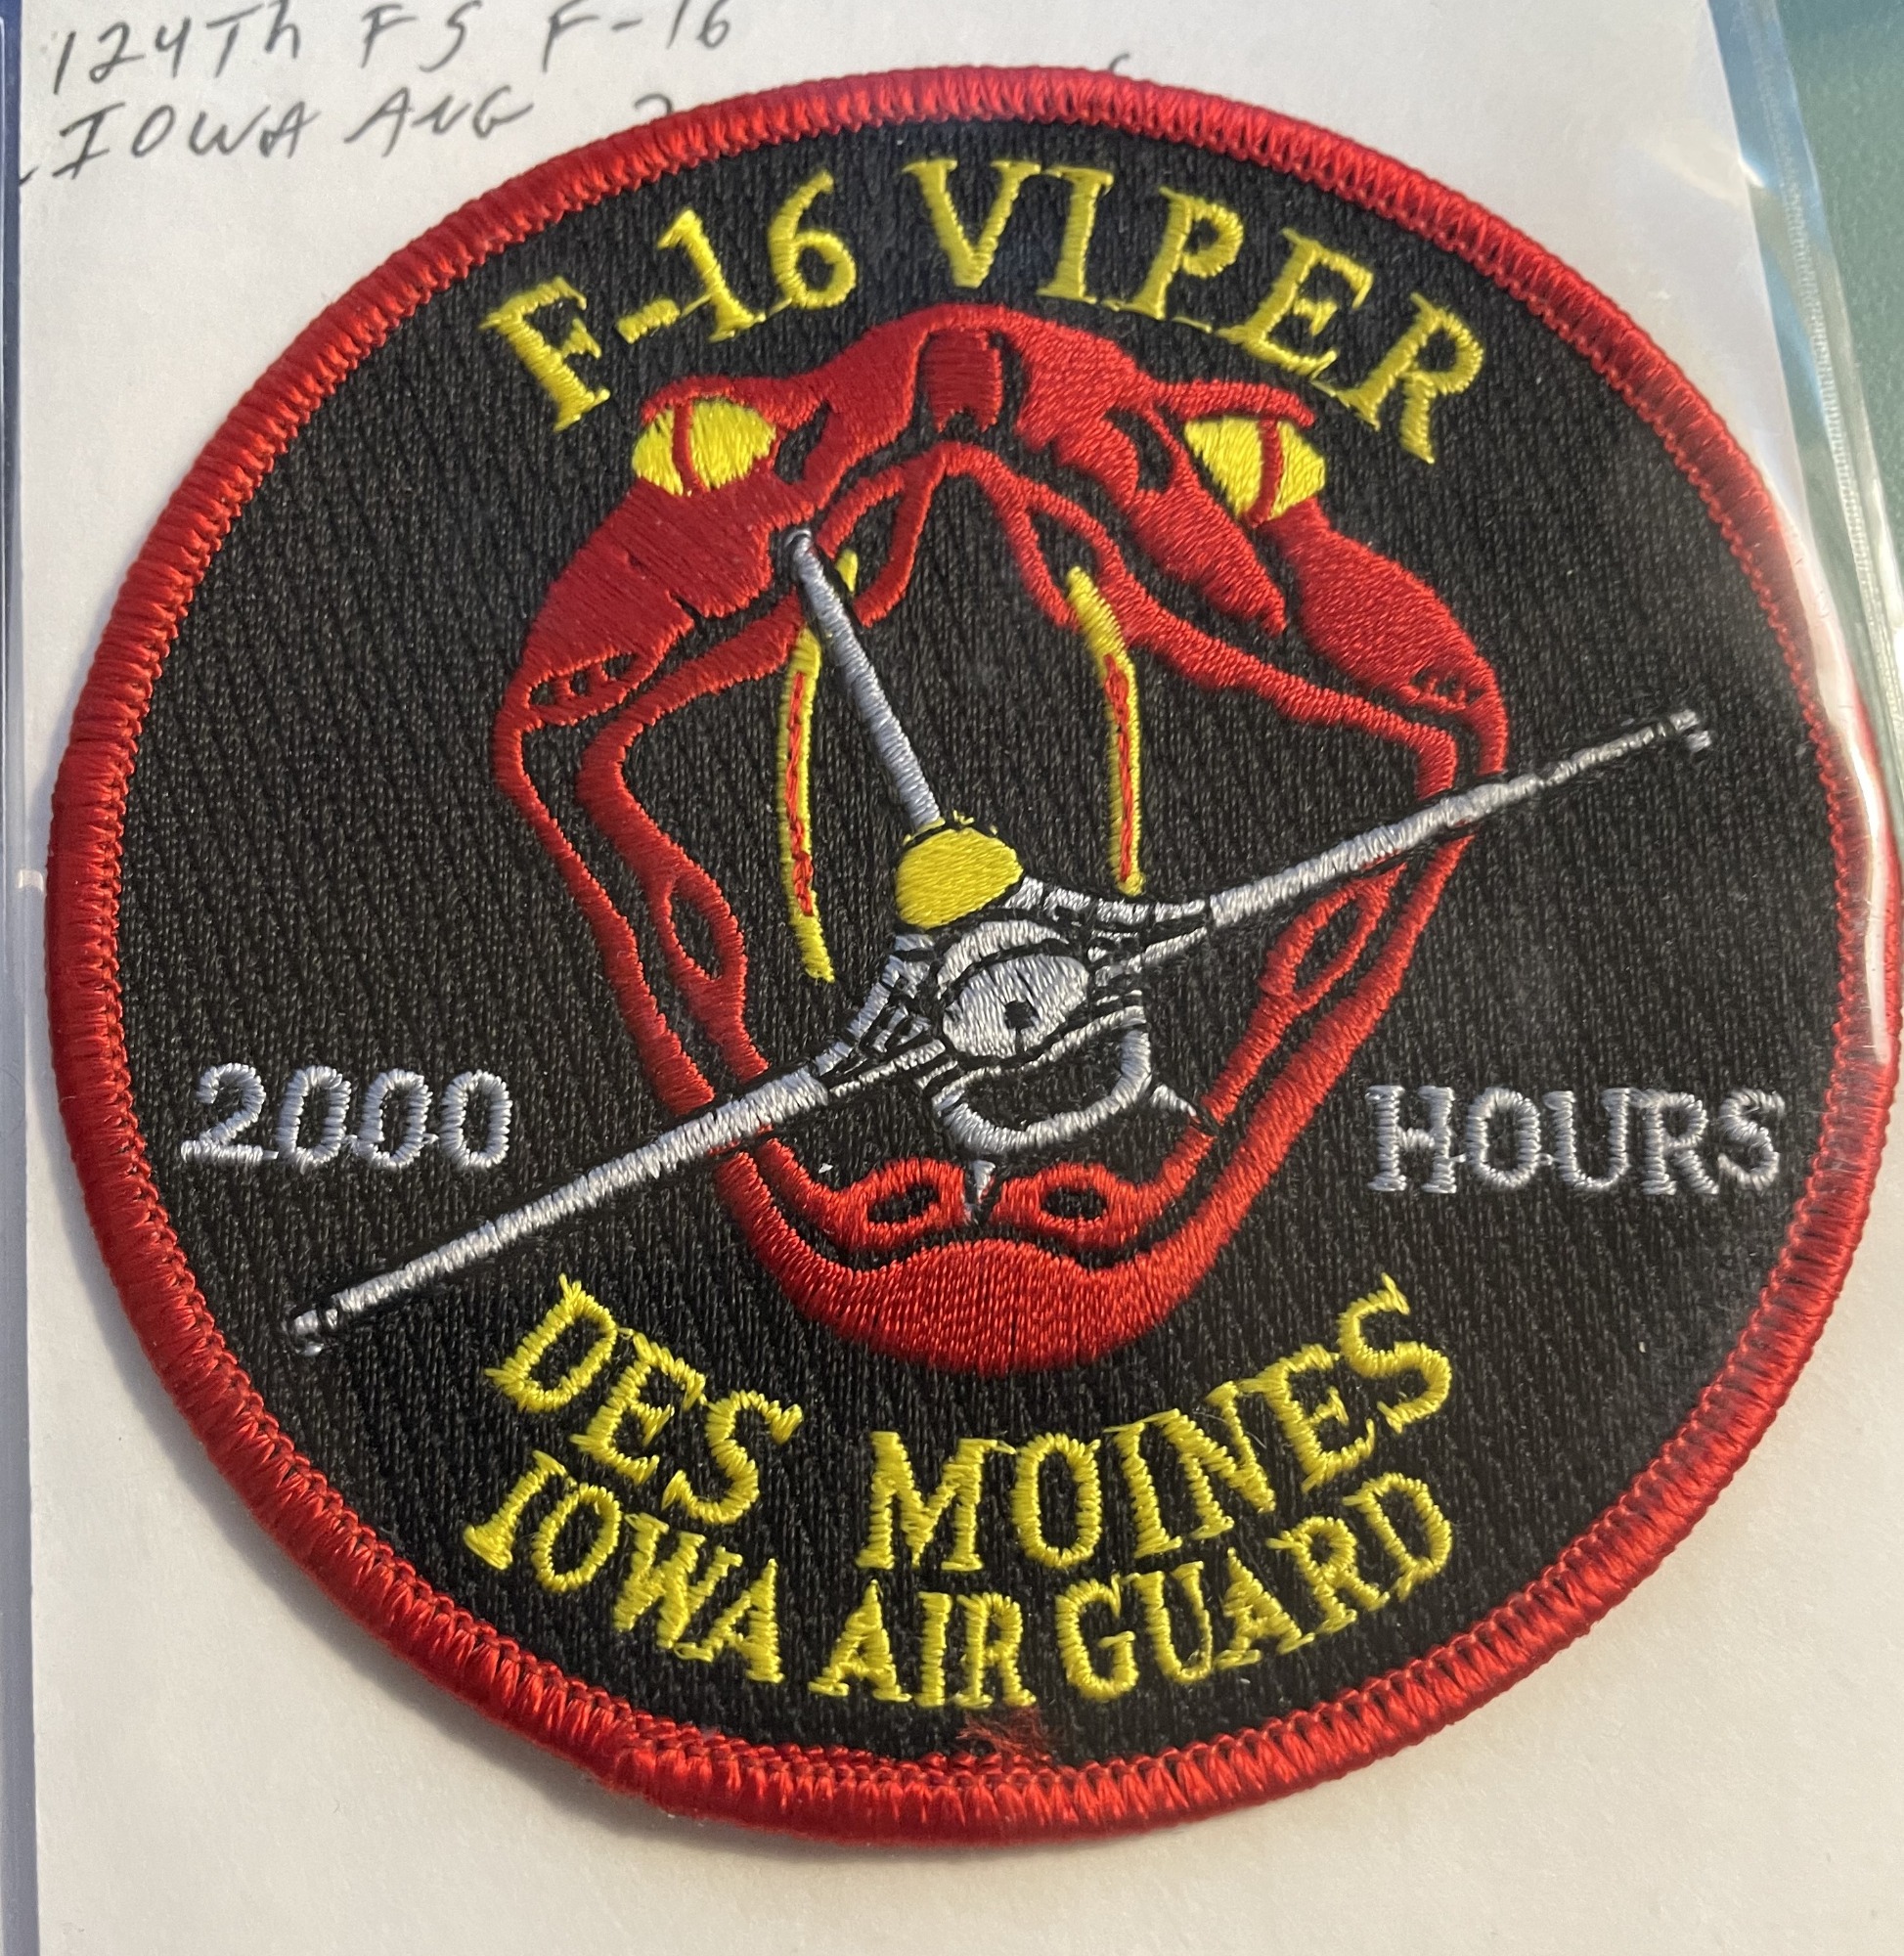 124Th FS F-16
IOWA ANG
F-16 VIPER
2000 HOURS
DES MOINES
IOWA AIR GUARD